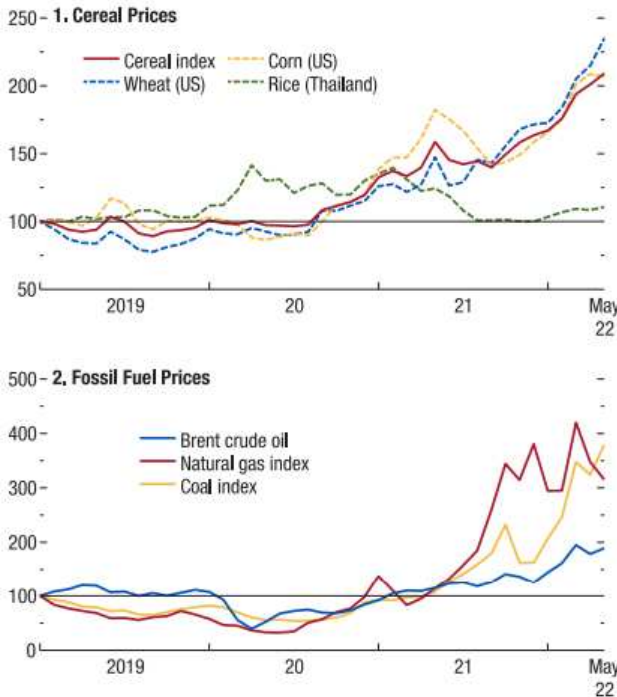 1. Cereal Prices
250
200
150
100
50
Cereal index
Corn (US)
Wheat (US)
Rice (Thailand)
2019
20
21
May
22
2. Fossil Fuel Prices
500
400
300
200
100
0
Brent crude oil
Natural gas index
Coal index
2019
20
21
May
22